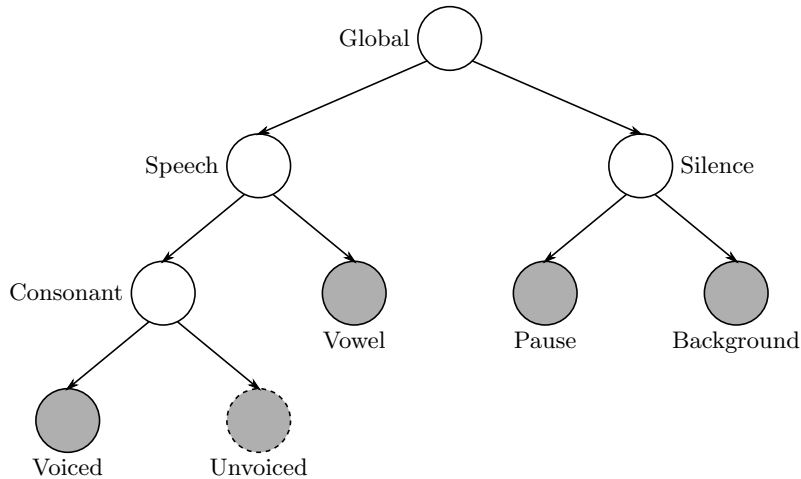 Global
Speech
Silence
Consonant
Vowel
Pause
Background
Voiced
Unvoiced